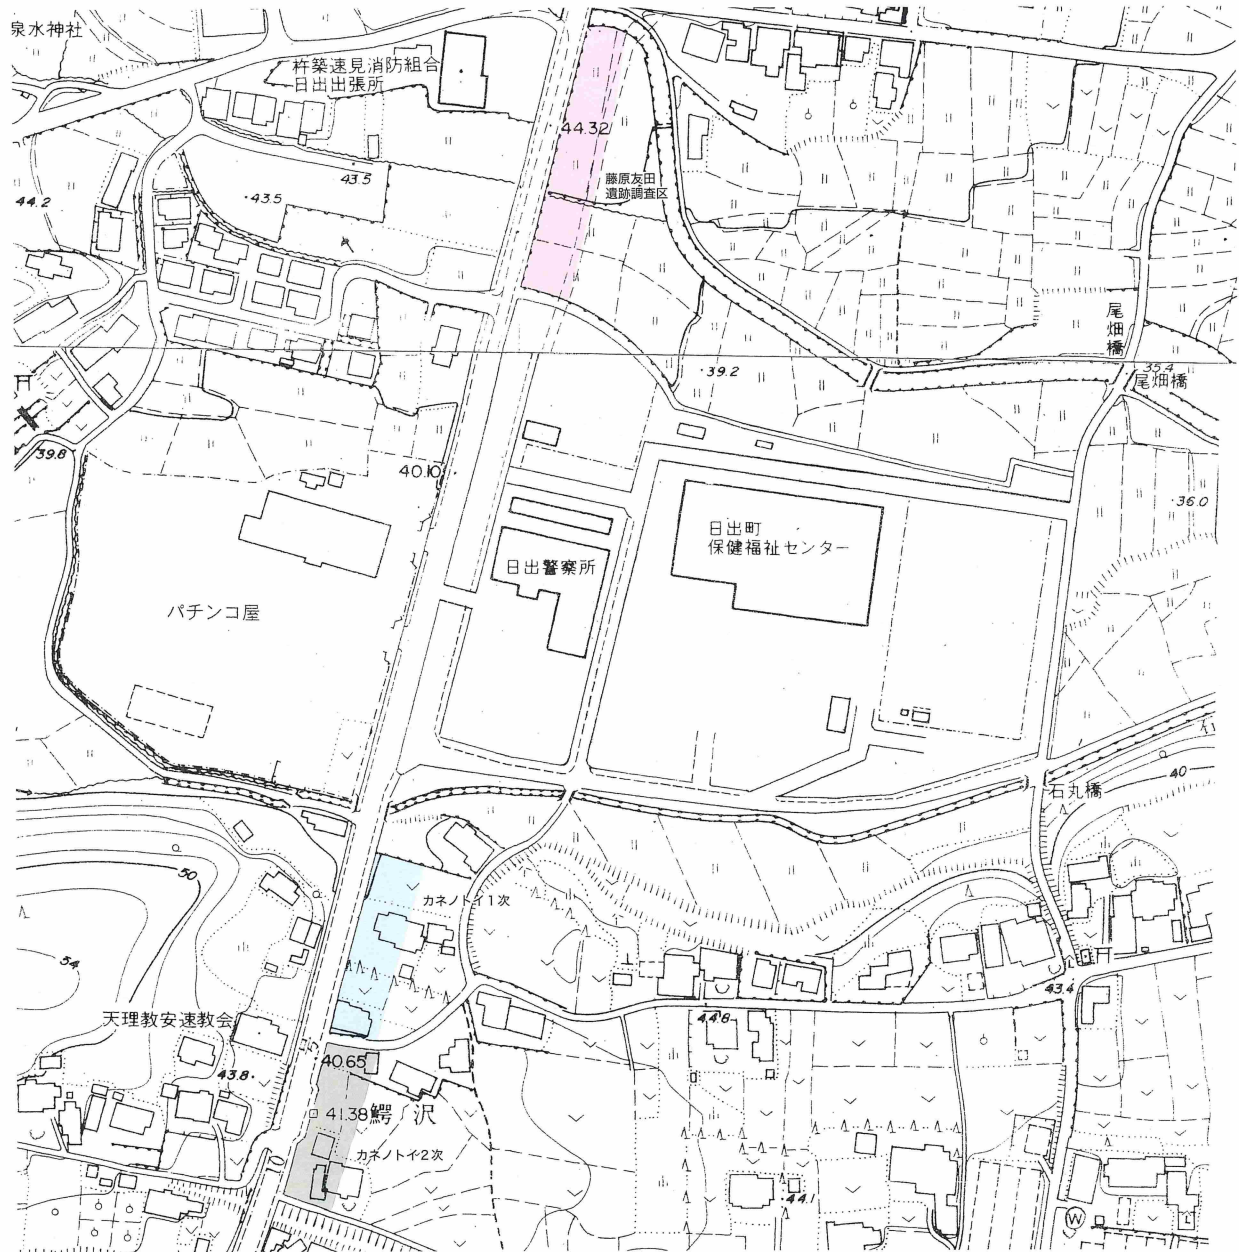 泉水神社
杵築速見消防組合
日出出張所
44.32
43.5
藤原友田
遺跡調査区
43.5
44.2
尾畑橋
39.2
35.4
尾畑橋
39.8
40.10
36.0
日出町
保健福祉センター
日出警察所
パチンコ屋
40
石丸橋
50
カネノトイ1次
54
43.4
天理教安速教会
44.8
40.65
43.8
41.38
鰐沢
カネノトイ2次
44.1
W